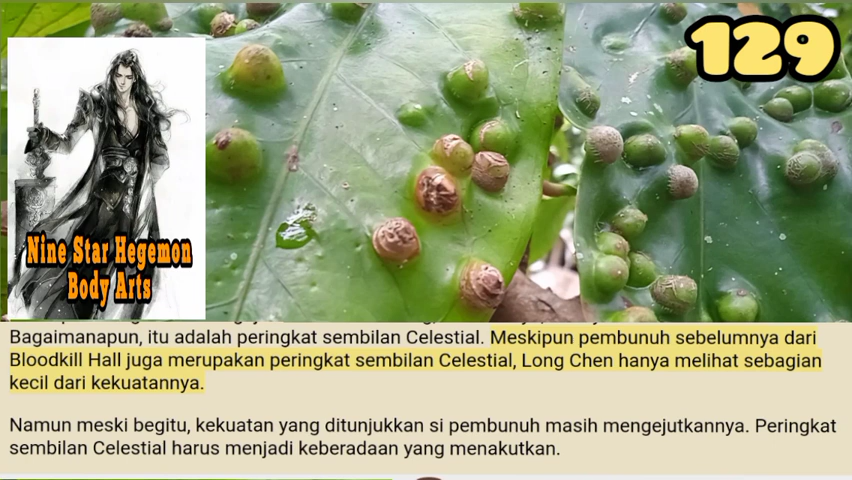 129
Nine Star Hegemon
Body Arts
Bagaimanapun, itu adalah peringkat sembilan Celestial. Meskipun pembunuh sebelumnya dari
Bloodkill Hall juga merupakan peringkat sembilan Celestial, Long Chen hanya melihat sebagian
kecil dari kekuatannya.
Namun meski begitu, kekuatan yang ditunjukkan si pembunuh masih mengejutkannya. Peringkat
sembilan Celestial harus menjadi keberadaan yang menakutkan.